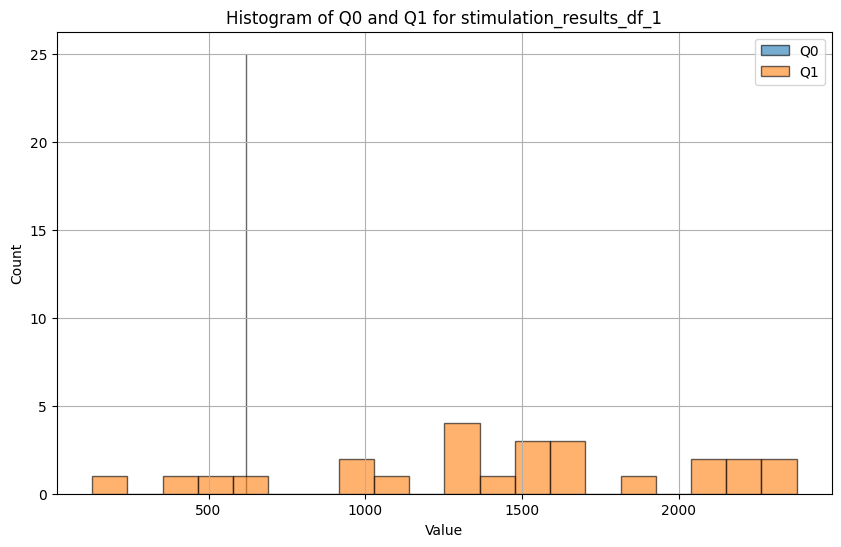 Histogram of Q0 and Q1 for stimulation_results_df_1
Q0
Q1
25
20
15
10
5
0
Count
500
1000
1500
2000
Value